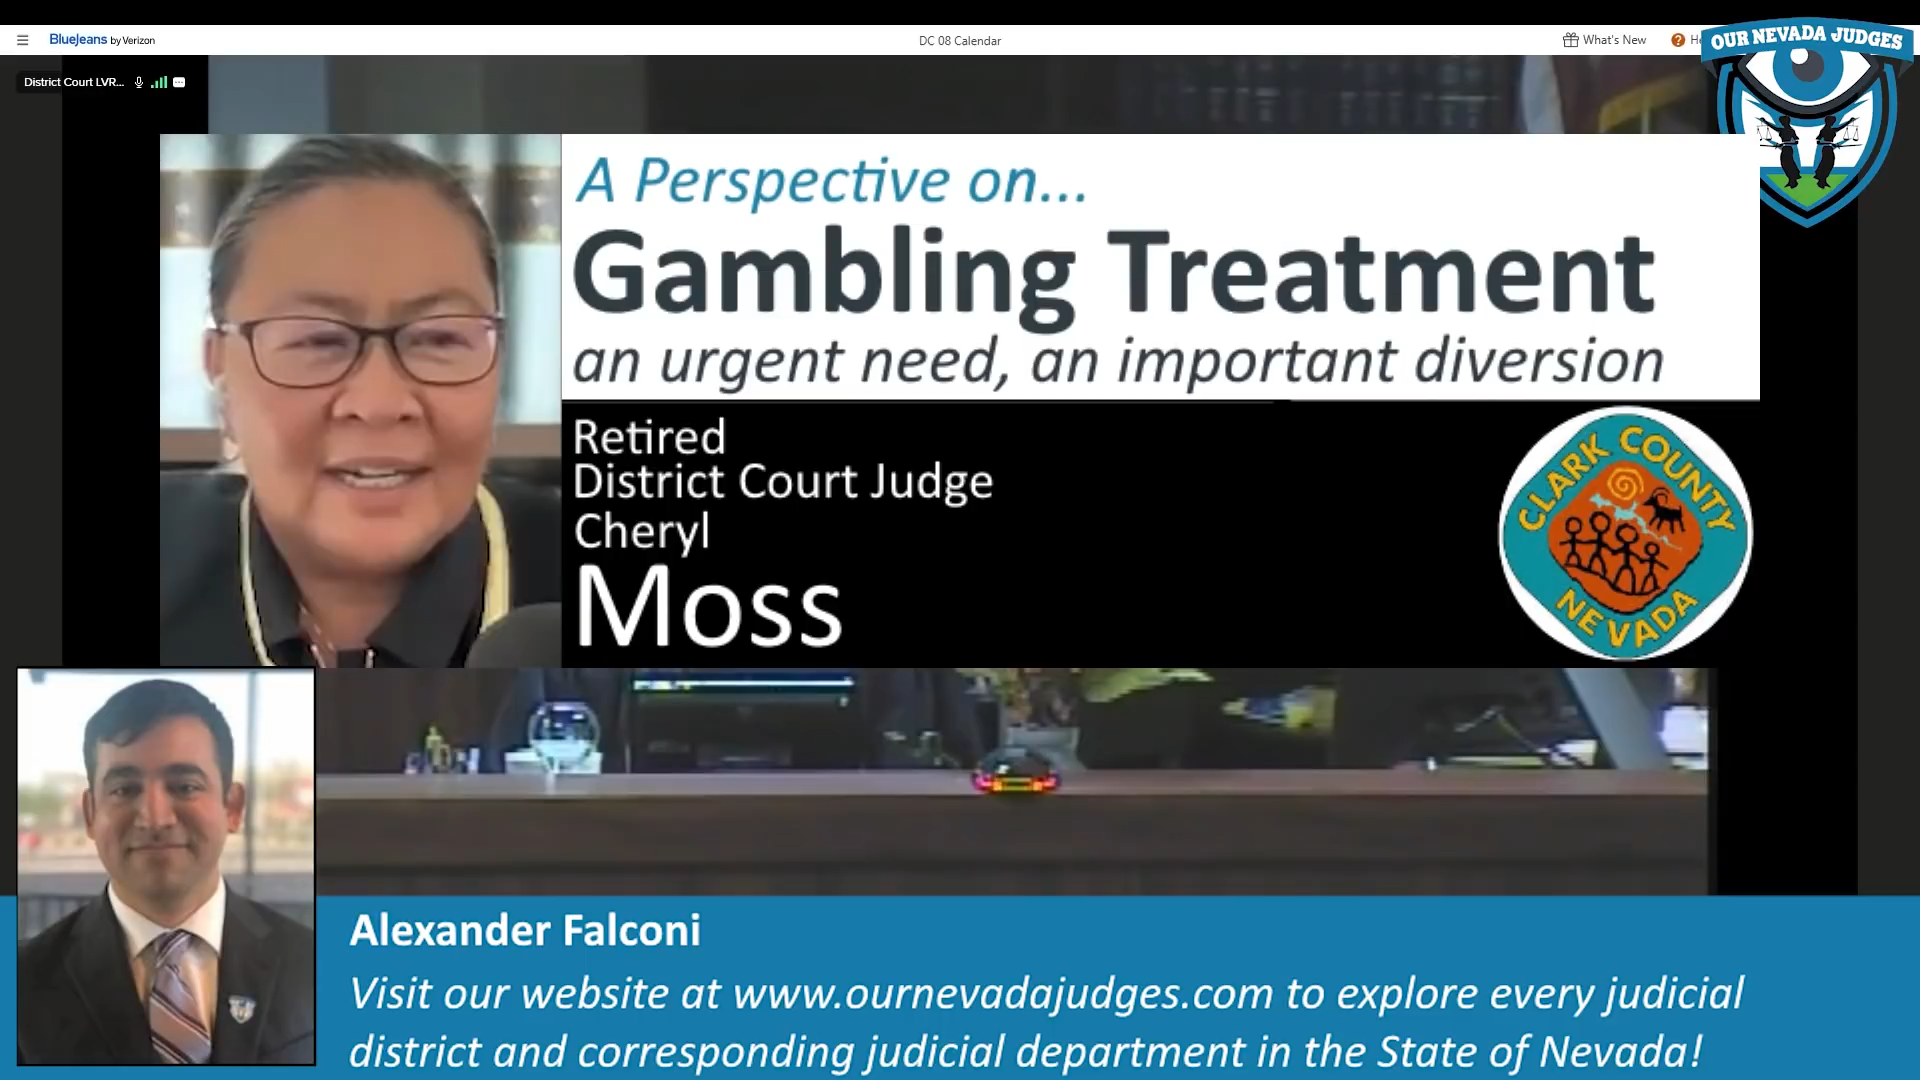 BlueJeans by Verizon
DC 08 Calendar
What's New
He
OUR NEVADA JUDGES
District Court LVR...
A Perspective on...
Gambling Treatment
an urgent need, an important diversion
Retired
District Court Judge
Cheryl
Moss
CLARK COUNTY
NEVADA
Alexander Falconi
Visit our website at www.ournevadajudges.com to explore every judicial
district and corresponding judicial department in the State of Nevada!